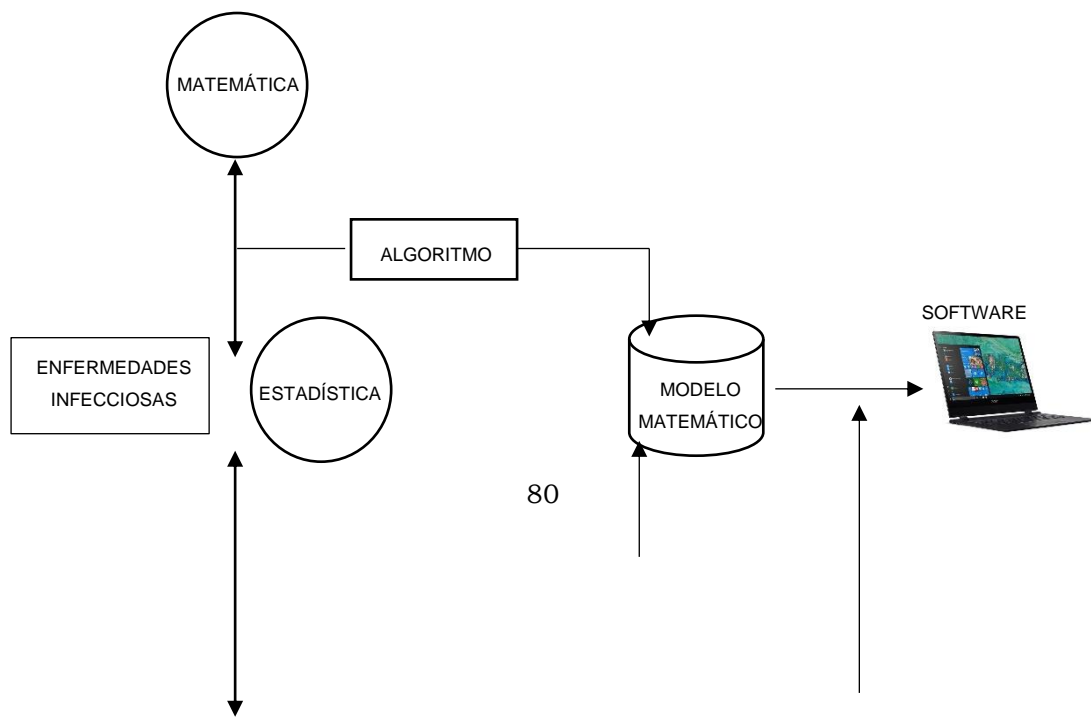 MATEMÁTICA
ALGORITMO
SOFTWARE
ENFERMEDADES
INFECCIOSAS
ESTADÍSTICA
MODELO
MATEMÁTICO
80